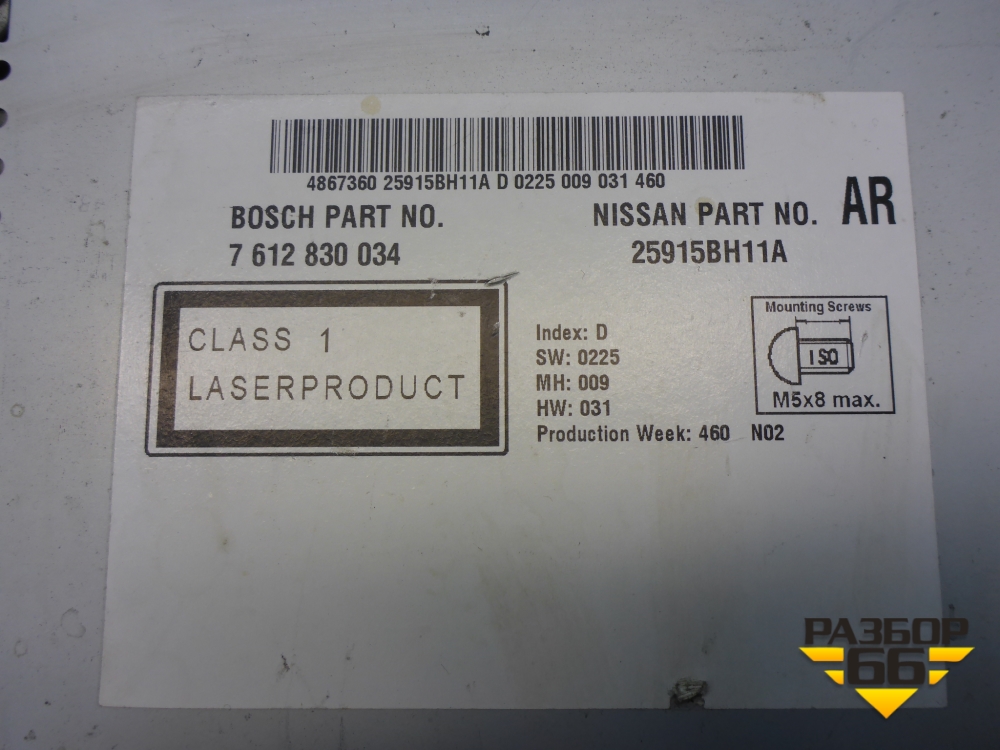 4867360 25915BH11A D 0225 009 031 460
BOSCH PART NO.
7 612 830 034
NISSAN PART NO.
25915BH11A
AR
CLASS 1
LASERPRODUCT
Index: D
SW: 0225
MH: 009
HW: 031
Production Week: 460 N02
Mounting Screws
ISO
M5x8 max.
РАЗБОР
66